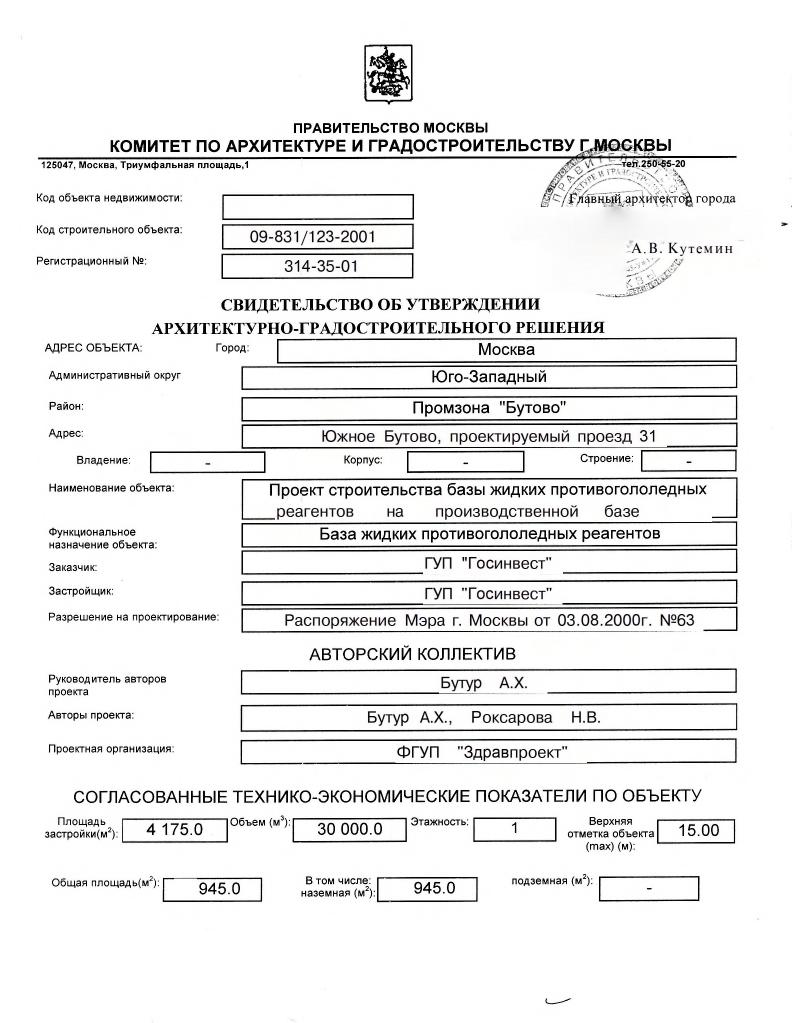 ПРАВИТЕЛЬСТВО МОСКВЫ
КОМИТЕТ ПО АРХИТЕКТУРЕ И ГРАДОСТРОИТЕЛЬСТВУ Г.МОСКВЫ
125047, Москва, Триумфальная площадь,1 тел.250-55-20
Код объекта недвижимости:
Главный архитектор города
Код строительного объекта: 09-831/123-2001
А.В. Кутемин
Регистрационный №: 314-35-01
СВИДЕТЕЛЬСТВО ОБ УТВЕРЖДЕНИИ
АРХИТЕКТУРНО-ГРАДОСТРОИТЕЛЬНОГО РЕШЕНИЯ
АДРЕС ОБЪЕКТА: Город: Москва
Административный округ Юго-Западный
Район: Промзона "Бутово"
Адрес: Южное Бутово, проектируемый проезд 31
Владение: - Корпус: - Строение: -
Наименование объекта: Проект строительства базы жидких противогололедных
реагентов на производственной базе
Функциональное
назначение объекта: База жидких противогололедных реагентов
Заказчик: ГУП "Госинвест"
Застройщик: ГУП "Госинвест"
Разрешение на проектирование: Распоряжение Мэра г. Москвы от 03.08.2000г. №63
АВТОРСКИЙ КОЛЛЕКТИВ
Руководитель авторов
проекта Бутур А.Х.
Авторы проекта: Бутур А.Х., Роксарова Н.В.
Проектная организация: ФГУП "Здравпроект"
СОГЛАСОВАННЫЕ ТЕХНИКО-ЭКОНОМИЧЕСКИЕ ПОКАЗАТЕЛИ ПО ОБЪЕКТУ
Площадь
застройки(м²): 4 175.0 Объем (м³): 30 000.0 Этажность: 1 Верхняя
отметка объекта
(max) (м): 15.00
Общая площадь(м²): 945.0 В том числе:
наземная (м²): 945.0 подземная (м²): -